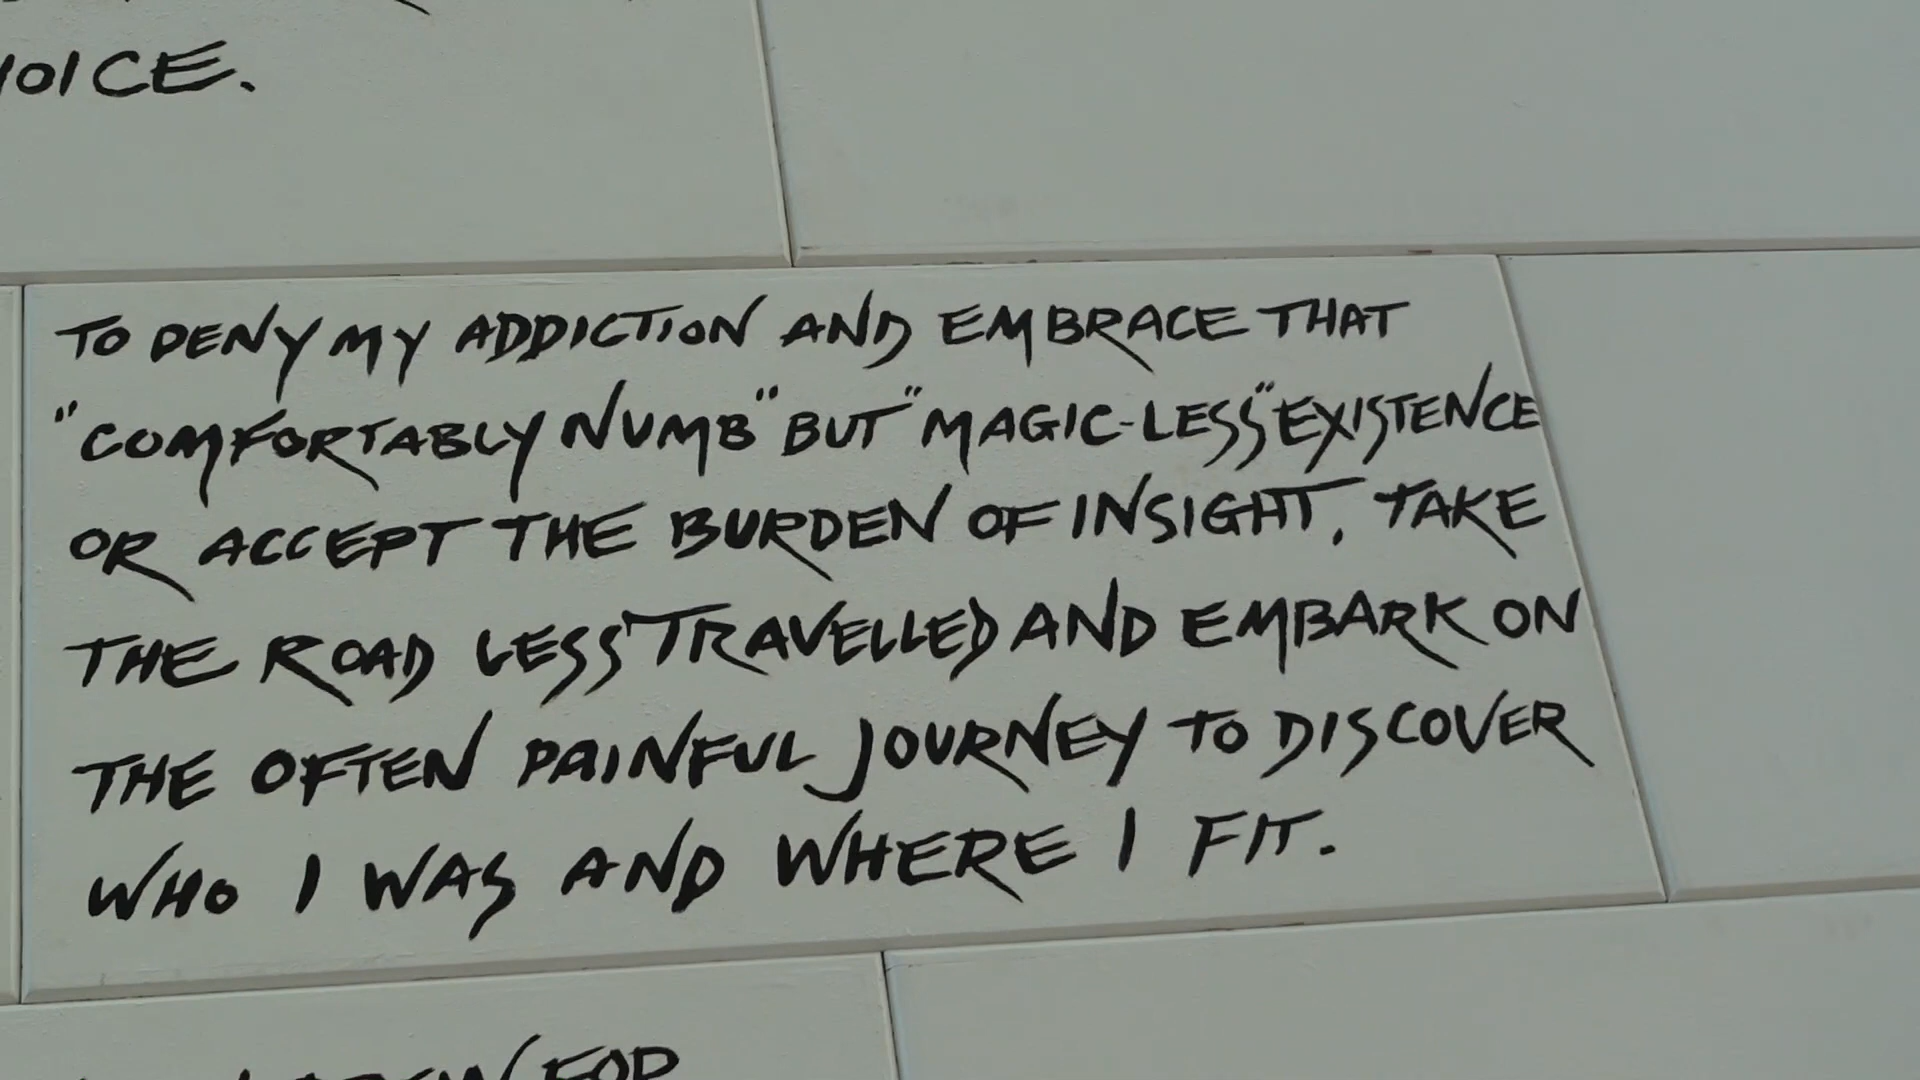 TO DENY MY ADDICTION AND EMBRACE THAT
"COMFORTABLY NUMB" BUT "MAGIC-LESS" EXISTENCE
OR ACCEPT THE BURDEN OF INSIGHT, TAKE
THE ROAD LESS TRAVELLED AND EMBARK ON
THE OFTEN PAINFUL JOURNEY TO DISCOVER
WHO I WAS AND WHERE I FIT.
FOR